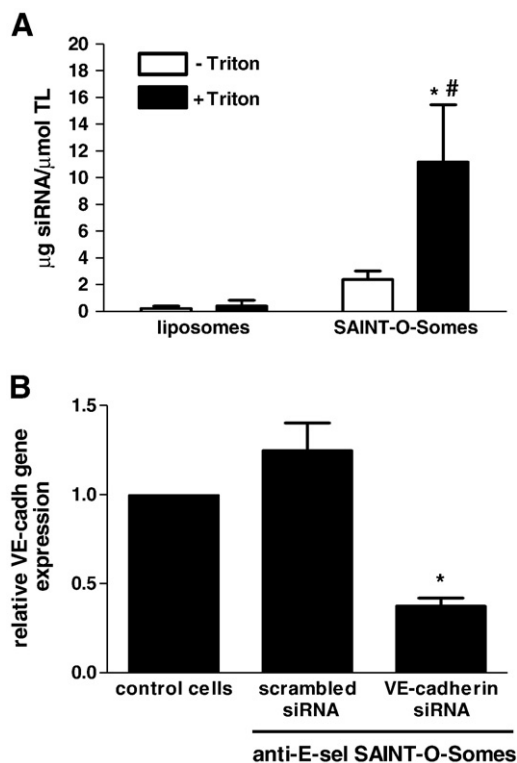 A
20
18
16
14
12
10
8
6
4
2
0
µg siRNA/µmol TL
- Triton
+ Triton
* #
liposomes
SAINT-O-Somes
B
1.5
1.0
0.5
0.0
relative VE-cadh gene
expression
*
control cells
scrambled
siRNA
VE-cadherin
siRNA
anti-E-sel SAINT-O-Somes